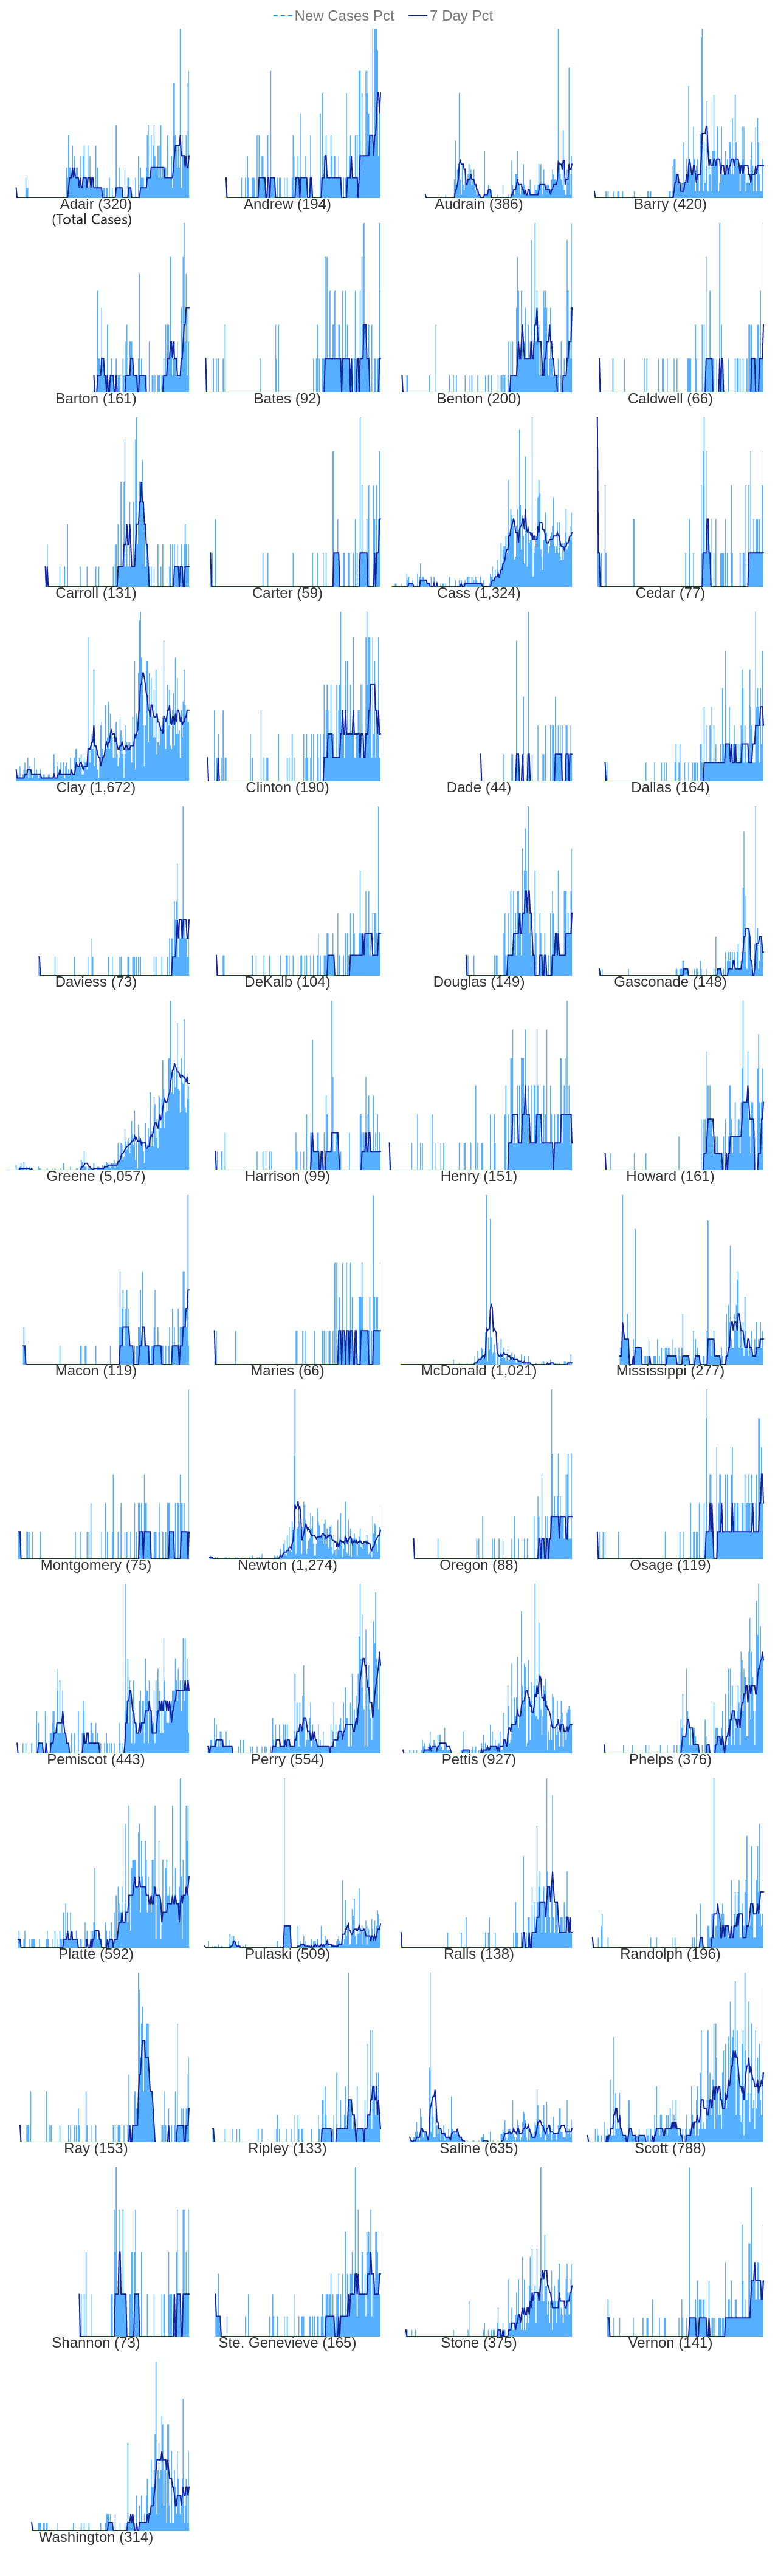 New Cases Pct 7 Day Pct
Adair (320) Andrew (194) Audrain (386) Barry (420)
(Total Cases)
Barton (161) Bates (92) Benton (200) Caldwell (66)
Carroll (131) Carter (59) Cass (1,324) Cedar (77)
Clay (1,672) Clinton (190) Dade (44) Dallas (164)
Daviess (73) DeKalb (104) Douglas (149) Gasconade (148)
Greene (5,057) Harrison (99) Henry (151) Howard (161)
Macon (119) Maries (66) McDonald (1,021) Mississippi (277)
Montgomery (75) Newton (1,274) Oregon (88) Osage (119)
Pemiscot (443) Perry (554) Pettis (927) Phelps (376)
Platte (592) Pulaski (509) Ralls (138) Randolph (196)
Ray (153) Ripley (133) Saline (635) Scott (788)
Shannon (73) Ste. Genevieve (165) Stone (375) Vernon (141)
Washington (314)